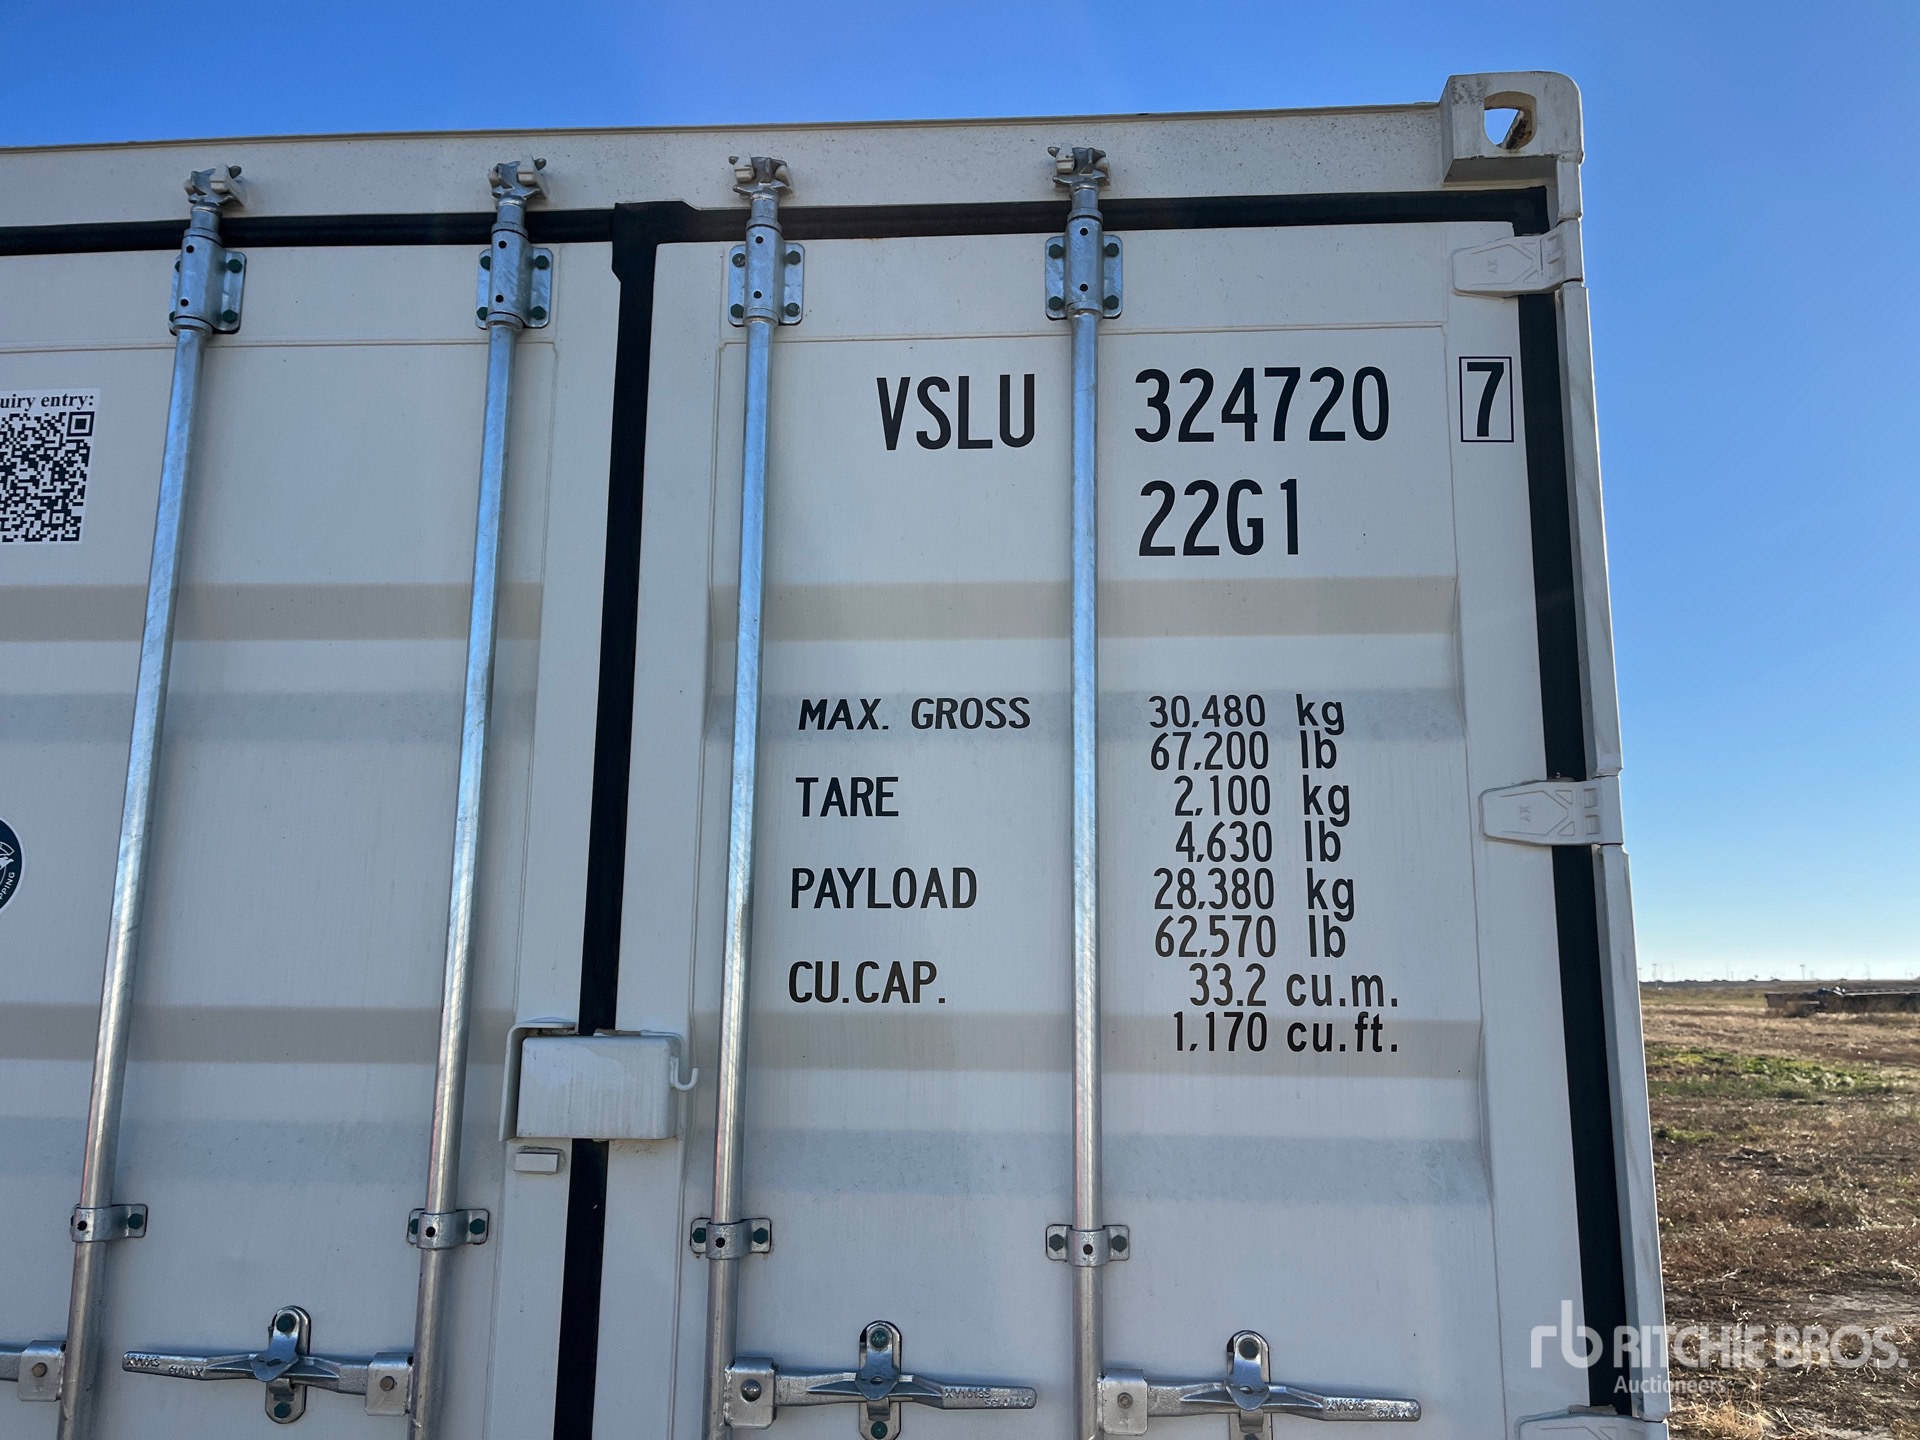 uiry entry:
VSLU 324720 7
22G1
MAX. GROSS 30,480 kg
67,200 lb
TARE 2,100 kg
4,630 lb
PAYLOAD 28,380 kg
62,570 lb
CU.CAP. 33.2 cu.m.
1,170 cu.ft.
PPING
rb RITCHIE BROS.
Auctioneers